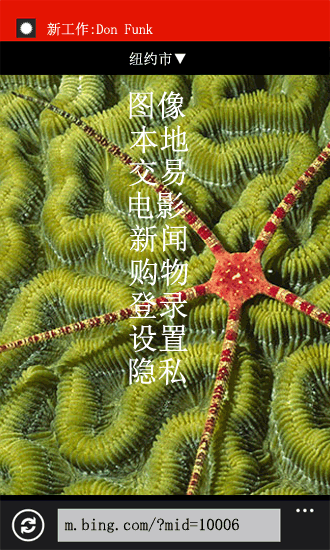 新工作:Don Funk
纽约市▼
图像
本地
交易
电影
新闻
购物
登录
设置
隐私
m.bing.com/?mid=10006